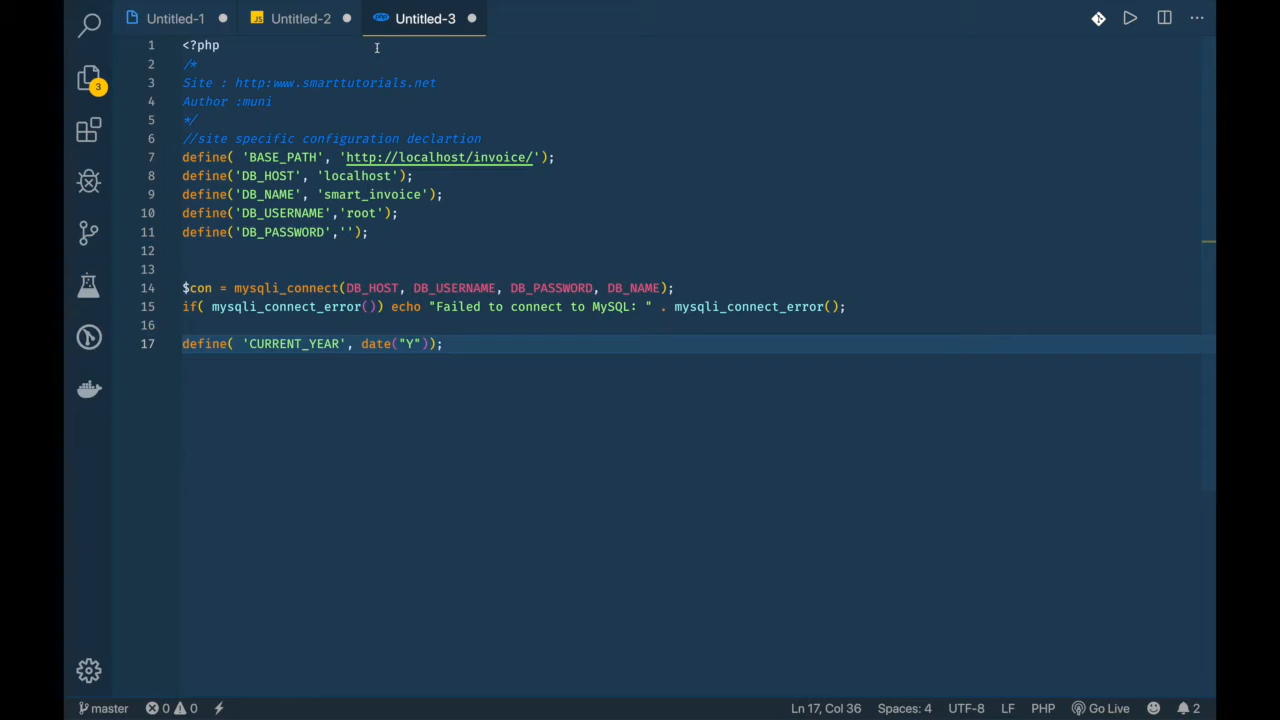 Untitled-1 JS Untitled-2 php Untitled-3
1 <?php
2 /*
3 Site : http:www.smarttutorials.net
4 Author :muni
5 */
6 //site specific configuration declartion
7 define( 'BASE_PATH', 'http://localhost/invoice/');
8 define('DB_HOST', 'localhost');
9 define('DB_NAME', 'smart_invoice');
10 define('DB_USERNAME','root');
11 define('DB_PASSWORD','');
12
13
14 $con = mysqli_connect(DB_HOST, DB_USERNAME, DB_PASSWORD, DB_NAME);
15 if( mysqli_connect_error()) echo "Failed to connect to MySQL: " . mysqli_connect_error();
16
17 define( 'CURRENT_YEAR', date("Y"));
3
master 0 0 Ln 17, Col 36 Spaces: 4 UTF-8 LF PHP Go Live 2